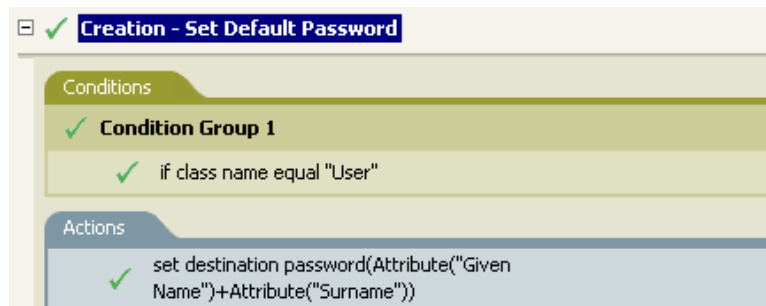 Creation - Set Default Password
Conditions
Condition Group 1
if class name equal "User"
Actions
set destination password(Attribute("Given
Name")+Attribute("Surname"))